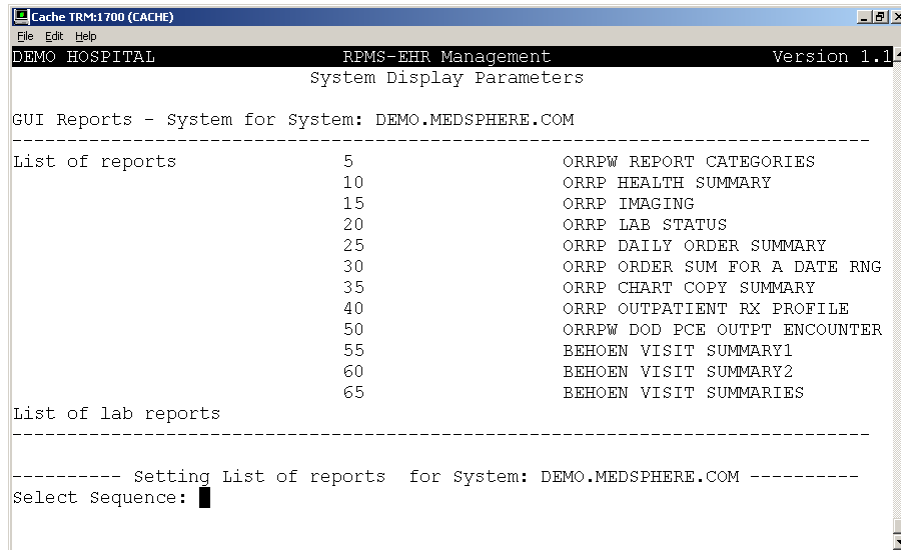 Cache TRM:1700 (CACHE)
File Edit Help
DEMO HOSPITAL RPMS-EHR Management Version 1.1
System Display Parameters
GUI Reports - System for System: DEMO.MEDSPHERE.COM
------------------------------------------------------------------------------
List of reports 5 ORRPW REPORT CATEGORIES
10 ORRP HEALTH SUMMARY
15 ORRP IMAGING
20 ORRP LAB STATUS
25 ORRP DAILY ORDER SUMMARY
30 ORRP ORDER SUM FOR A DATE RNG
35 ORRP CHART COPY SUMMARY
40 ORRP OUTPATIENT RX PROFILE
50 ORRPW DOD PCE OUTPT ENCOUNTER
55 BEHOEN VISIT SUMMARY1
60 BEHOEN VISIT SUMMARY2
65 BEHOEN VISIT SUMMARIES
List of lab reports
------------------------------------------------------------------------------
---------- Setting List of reports for System: DEMO.MEDSPHERE.COM ----------
Select Sequence: